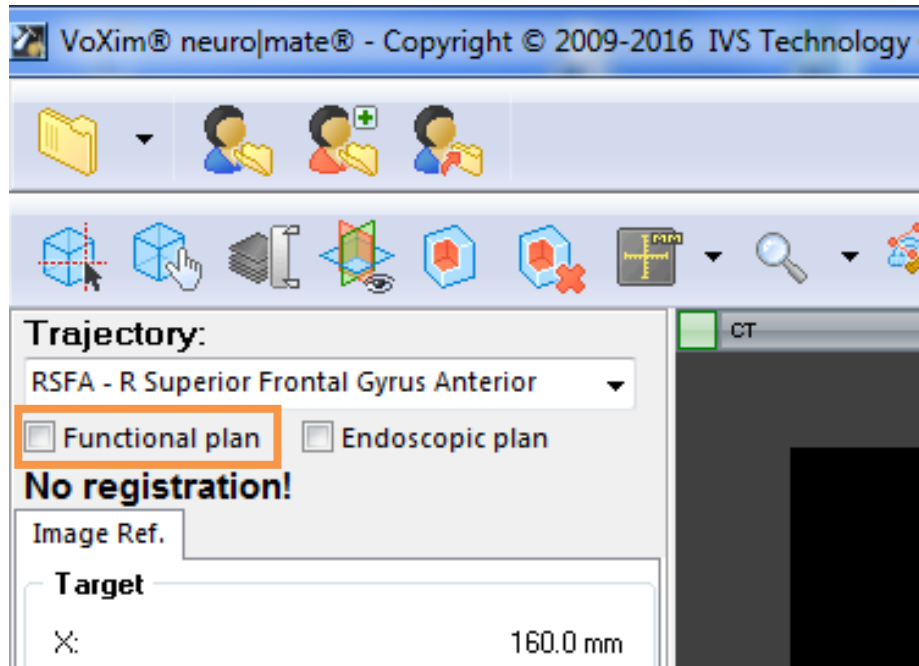 VoXim® neuro|mate® - Copyright © 2009-2016 IVS Technology
MM
Trajectory:
CT
RSFA - R Superior Frontal Gyrus Anterior
Functional plan Endoscopic plan
No registration!
Image Ref.
Target
X: 160.0 mm